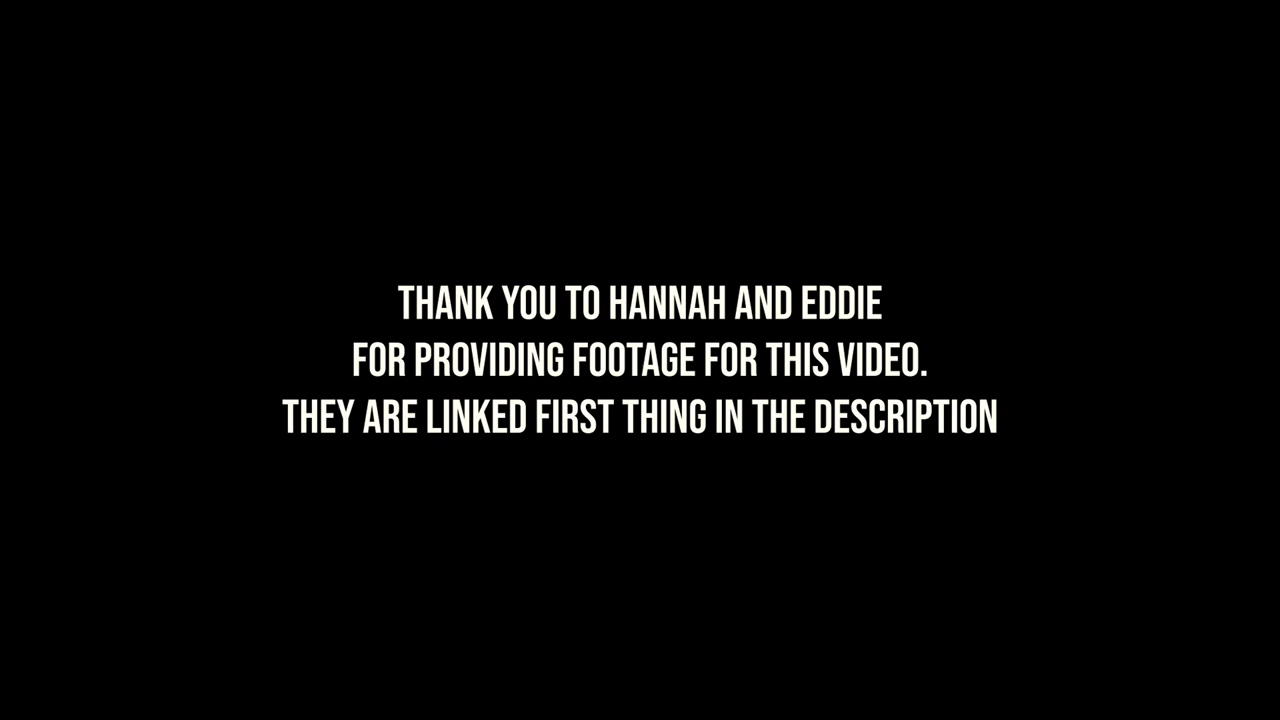 THANK YOU TO HANNAH AND EDDIE
FOR PROVIDING FOOTAGE FOR THIS VIDEO.
THEY ARE LINKED FIRST THING IN THE DESCRIPTION